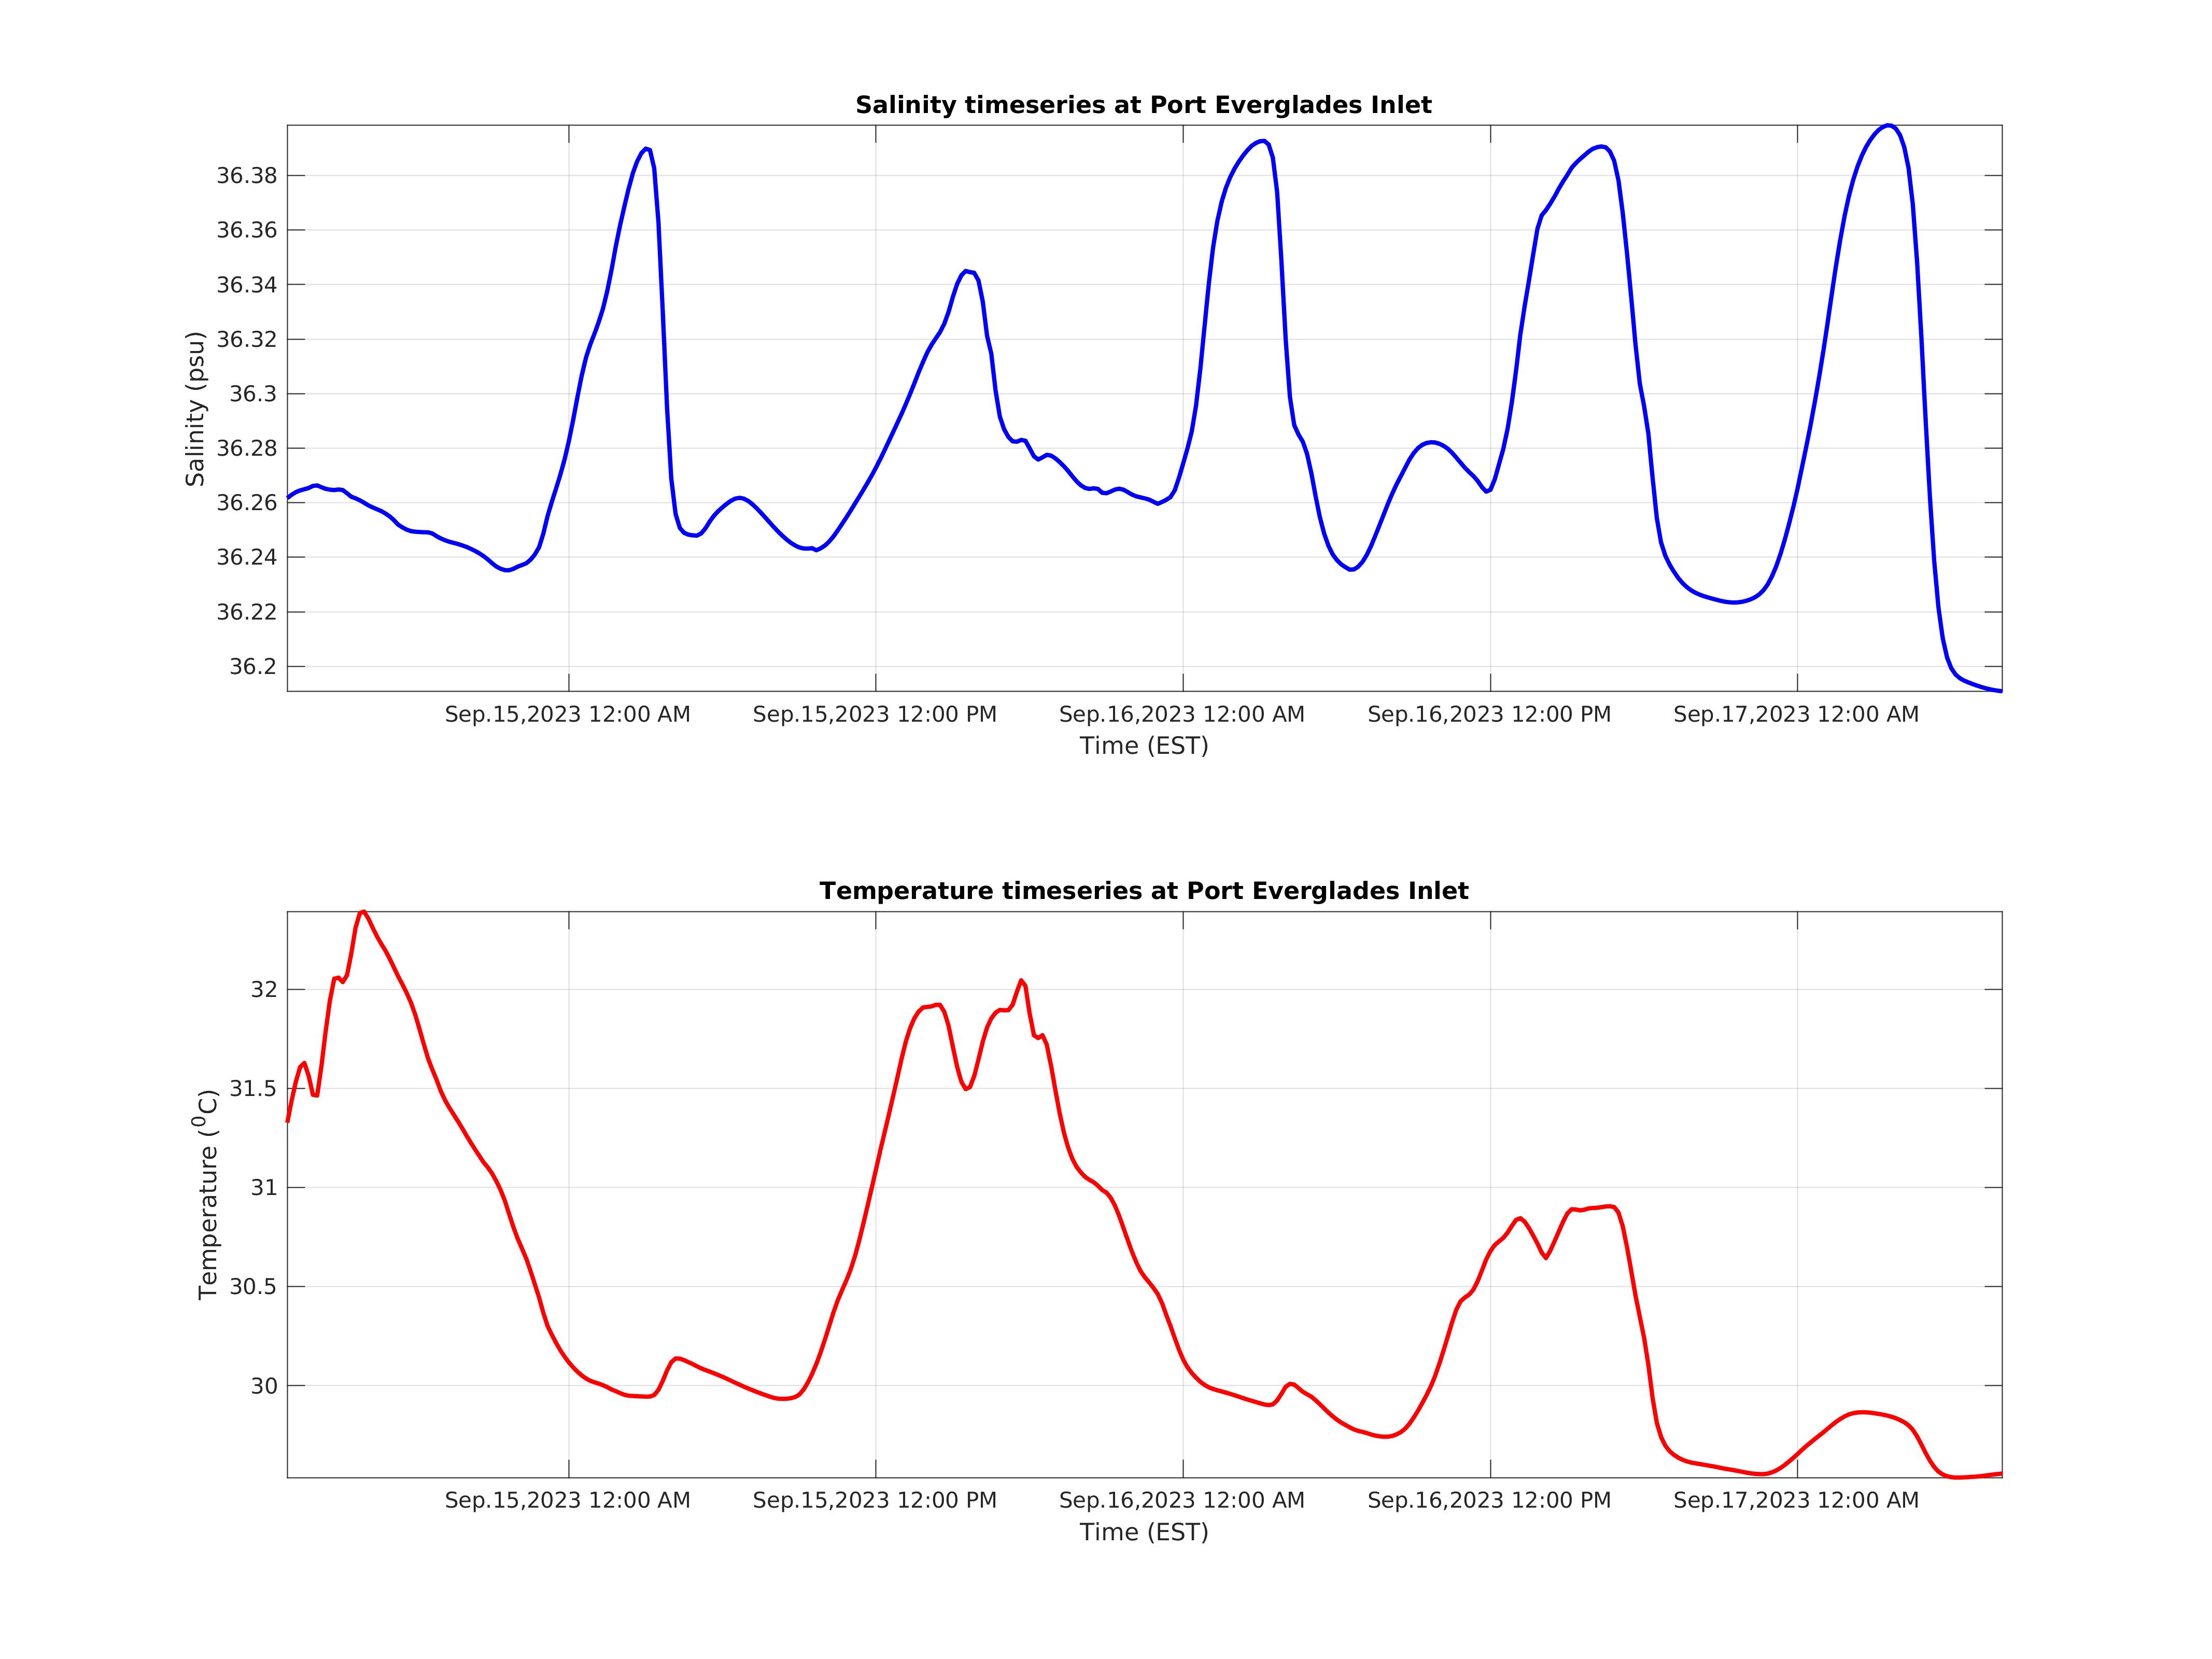 Salinity timeseries at Port Everglades Inlet
36.38
36.36
36.34
36.32
36.3
36.28
36.26
36.24
36.22
36.2
Salinity (psu)
Sep.15,2023 12:00 AM Sep.15,2023 12:00 PM Sep.16,2023 12:00 AM Sep.16,2023 12:00 PM Sep.17,2023 12:00 AM
Time (EST)
Temperature timeseries at Port Everglades Inlet
32
31.5
31
30.5
30
Temperature (⁰C)
Sep.15,2023 12:00 AM Sep.15,2023 12:00 PM Sep.16,2023 12:00 AM Sep.16,2023 12:00 PM Sep.17,2023 12:00 AM
Time (EST)